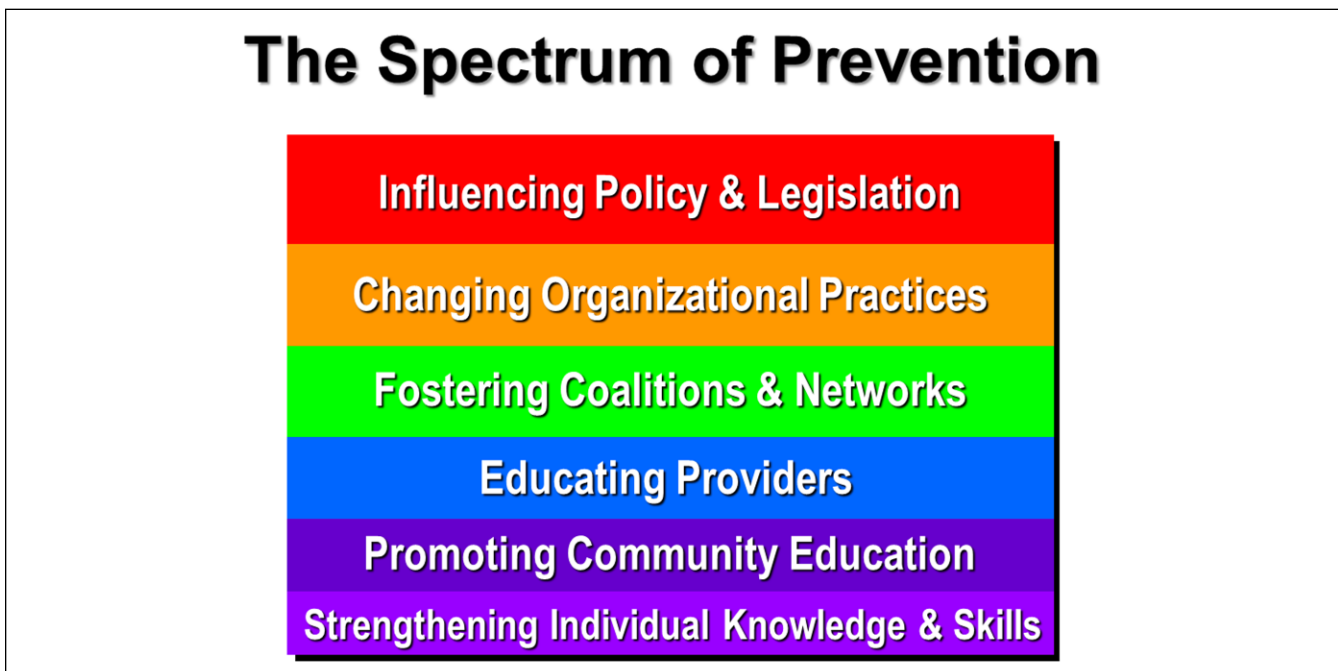 The Spectrum of Prevention
Influencing Policy & Legislation
Changing Organizational Practices
Fostering Coalitions & Networks
Educating Providers
Promoting Community Education
Strengthening Individual Knowledge & Skills